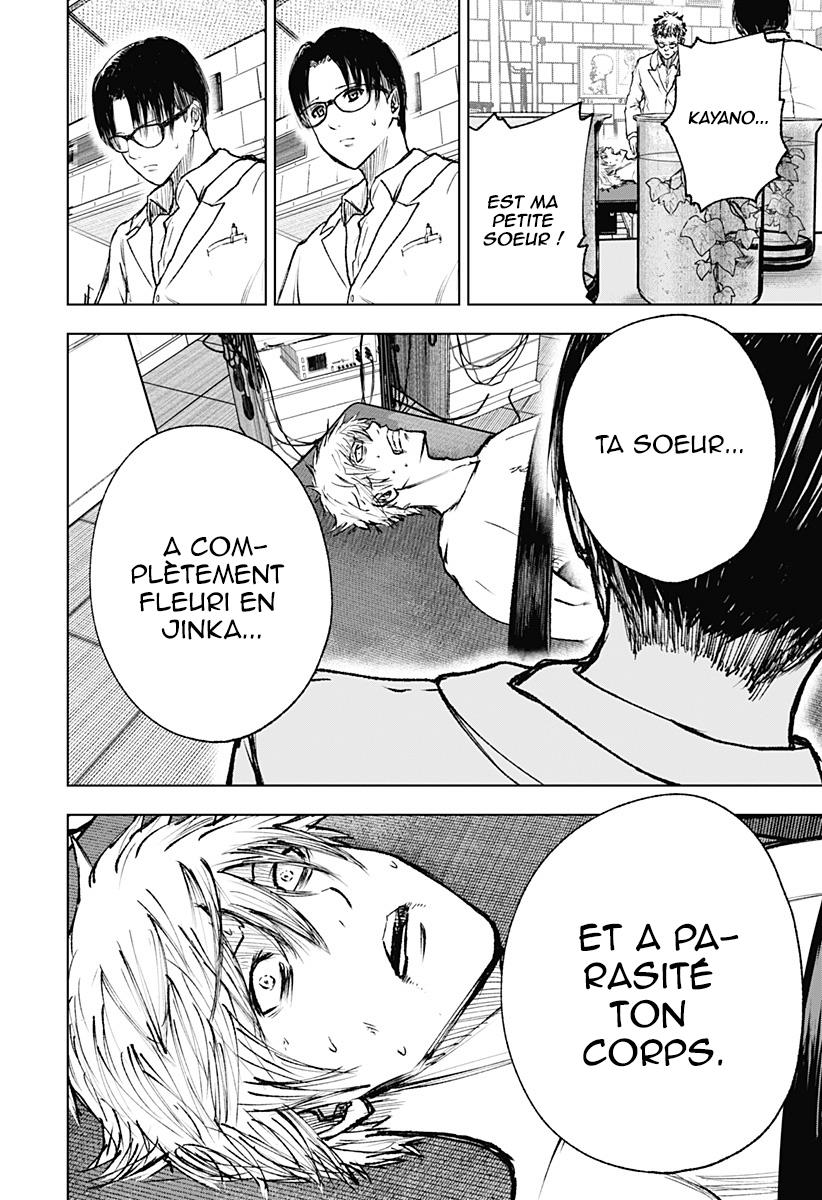 KAYANO...
EST MA
PETITE
SOEUR !
TA SOEUR...
A COM-
PLÈTEMENT
FLEURI EN
JINKA...
ET A PA-
RASITÉ
TON
CORPS.